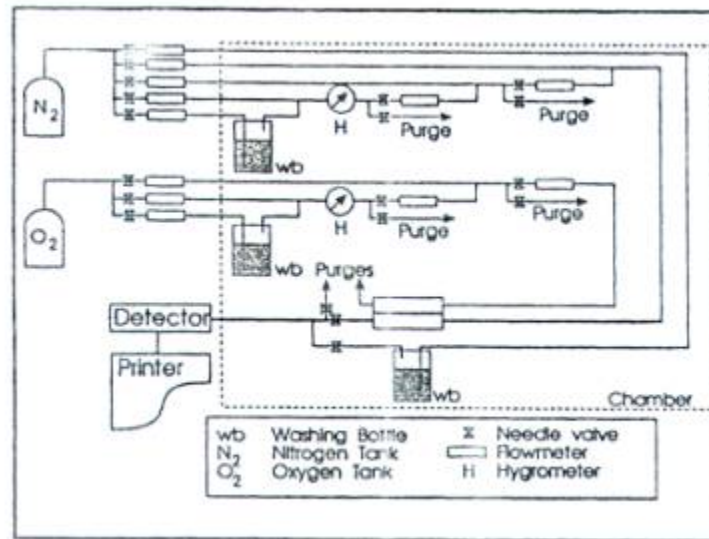 N2
H
Purge
Purge
wb
O2
H
Purge
Purge
wb
Purges
Detector
Printer
wb
Chamber
wb Washing Bottle
N2 Nitrogen Tank
O2 Oxygen Tank
Needle valve
Flowmeter
H Hygrometer